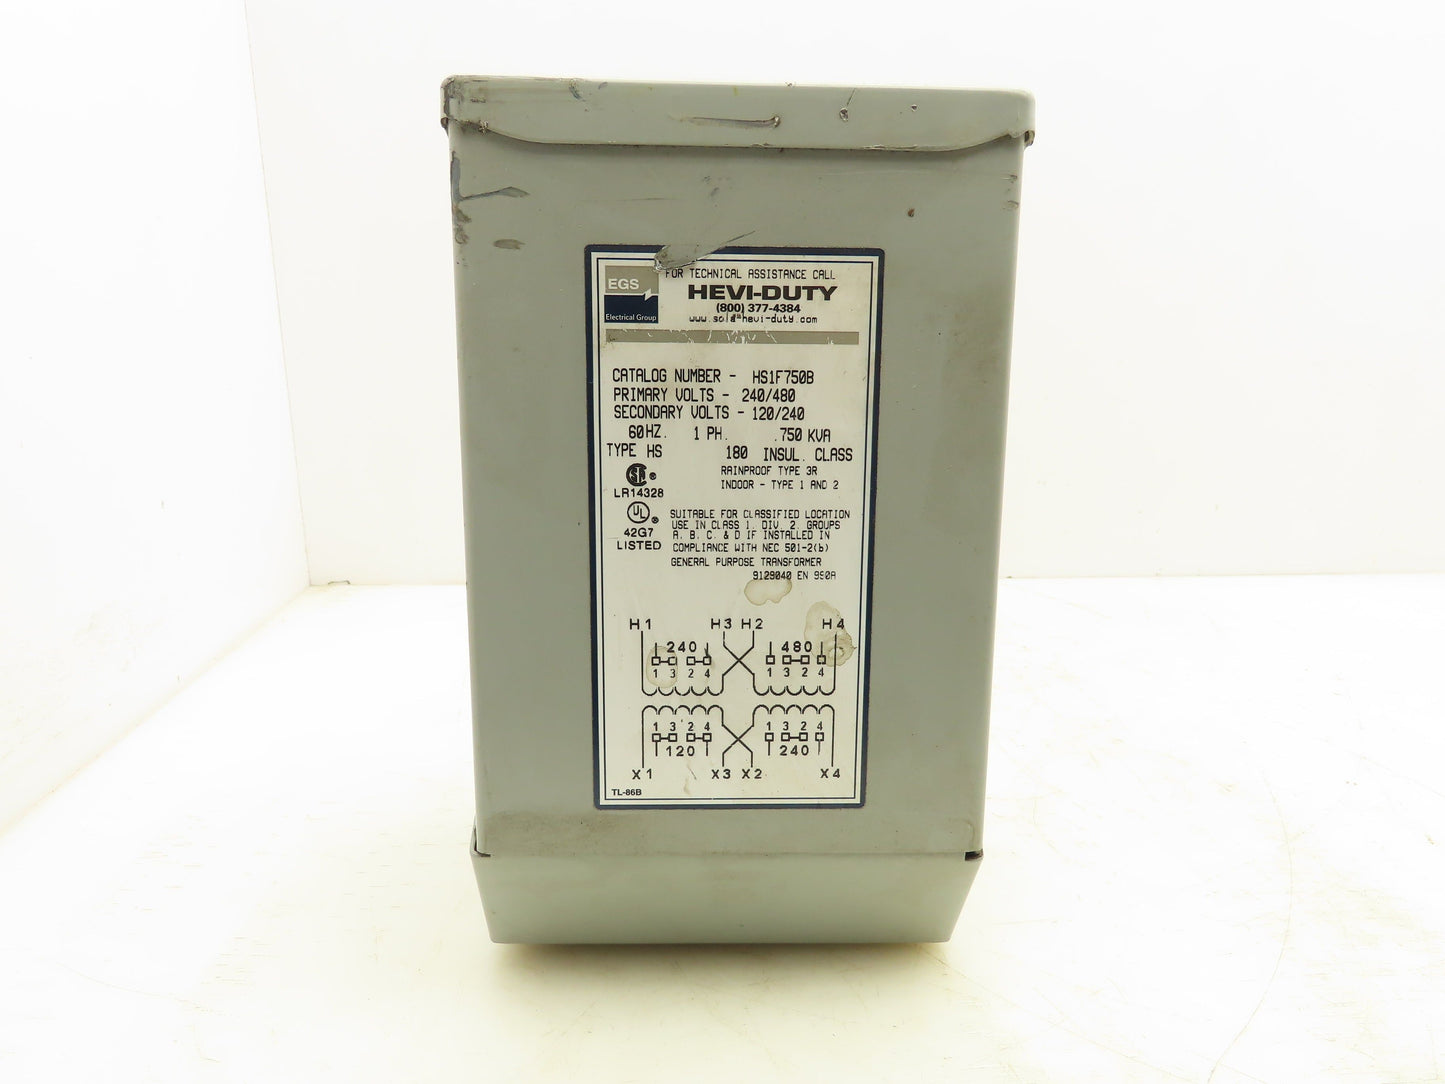 FOR TECHNICAL ASSISTANCE CALL
EGS
Electrical Group
HEVI-DUTY
(800) 377-4384
www.sola-hevi-duty.com
CATALOG NUMBER - HS1F750B
PRIMARY VOLTS - 240/480
SECONDARY VOLTS - 120/240
60HZ. 1 PH. .750 KVA
TYPE HS 180 INSUL. CLASS
RAINPROOF TYPE 3R
INDOOR - TYPE 1 AND 2
LR14328
UL
42G7
LISTED
SUITABLE FOR CLASSIFIED LOCATION
USE IN CLASS 1. DIV. 2. GROUPS
A. B. C. & D IF INSTALLED IN
COMPLIANCE WITH NEC 501-2(b)
GENERAL PURPOSE TRANSFORMER
9129040 EN 990A
H1 H3 H2 H4
240 480
1 3 2 4 1 3 2 4
1 3 2 4 1 3 2 4
120 240
X1 X3 X2 X4
TL-86B